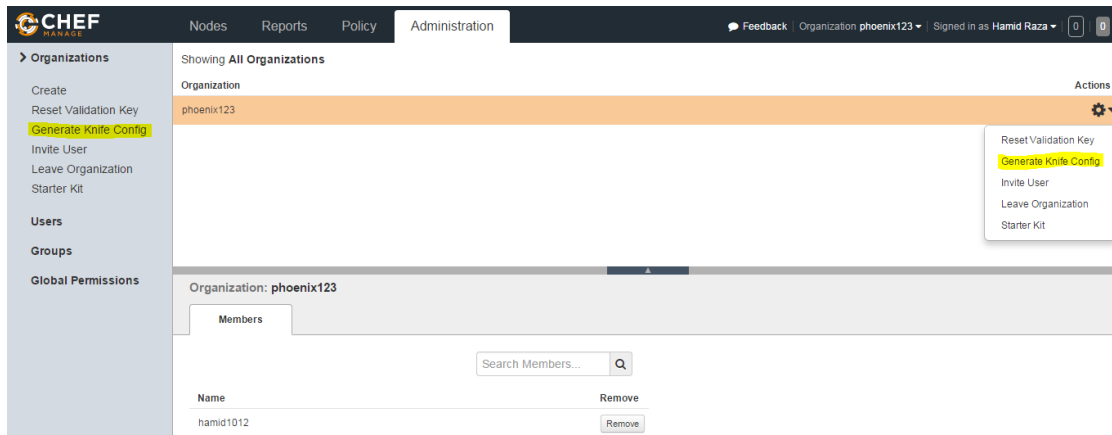 CHEF
MANAGE
Nodes Reports Policy Administration
Feedback Organization phoenix123 Signed in as Hamid Raza 0 0
Organizations
Create
Reset Validation Key
Generate Knife Config
Invite User
Leave Organization
Starter Kit
Users
Groups
Global Permissions
Showing All Organizations
Organization Actions
phoenix123
Reset Validation Key
Generate Knife Config
Invite User
Leave Organization
Starter Kit
Organization: phoenix123
Members
Search Members...
Name Remove
hamid1012 Remove